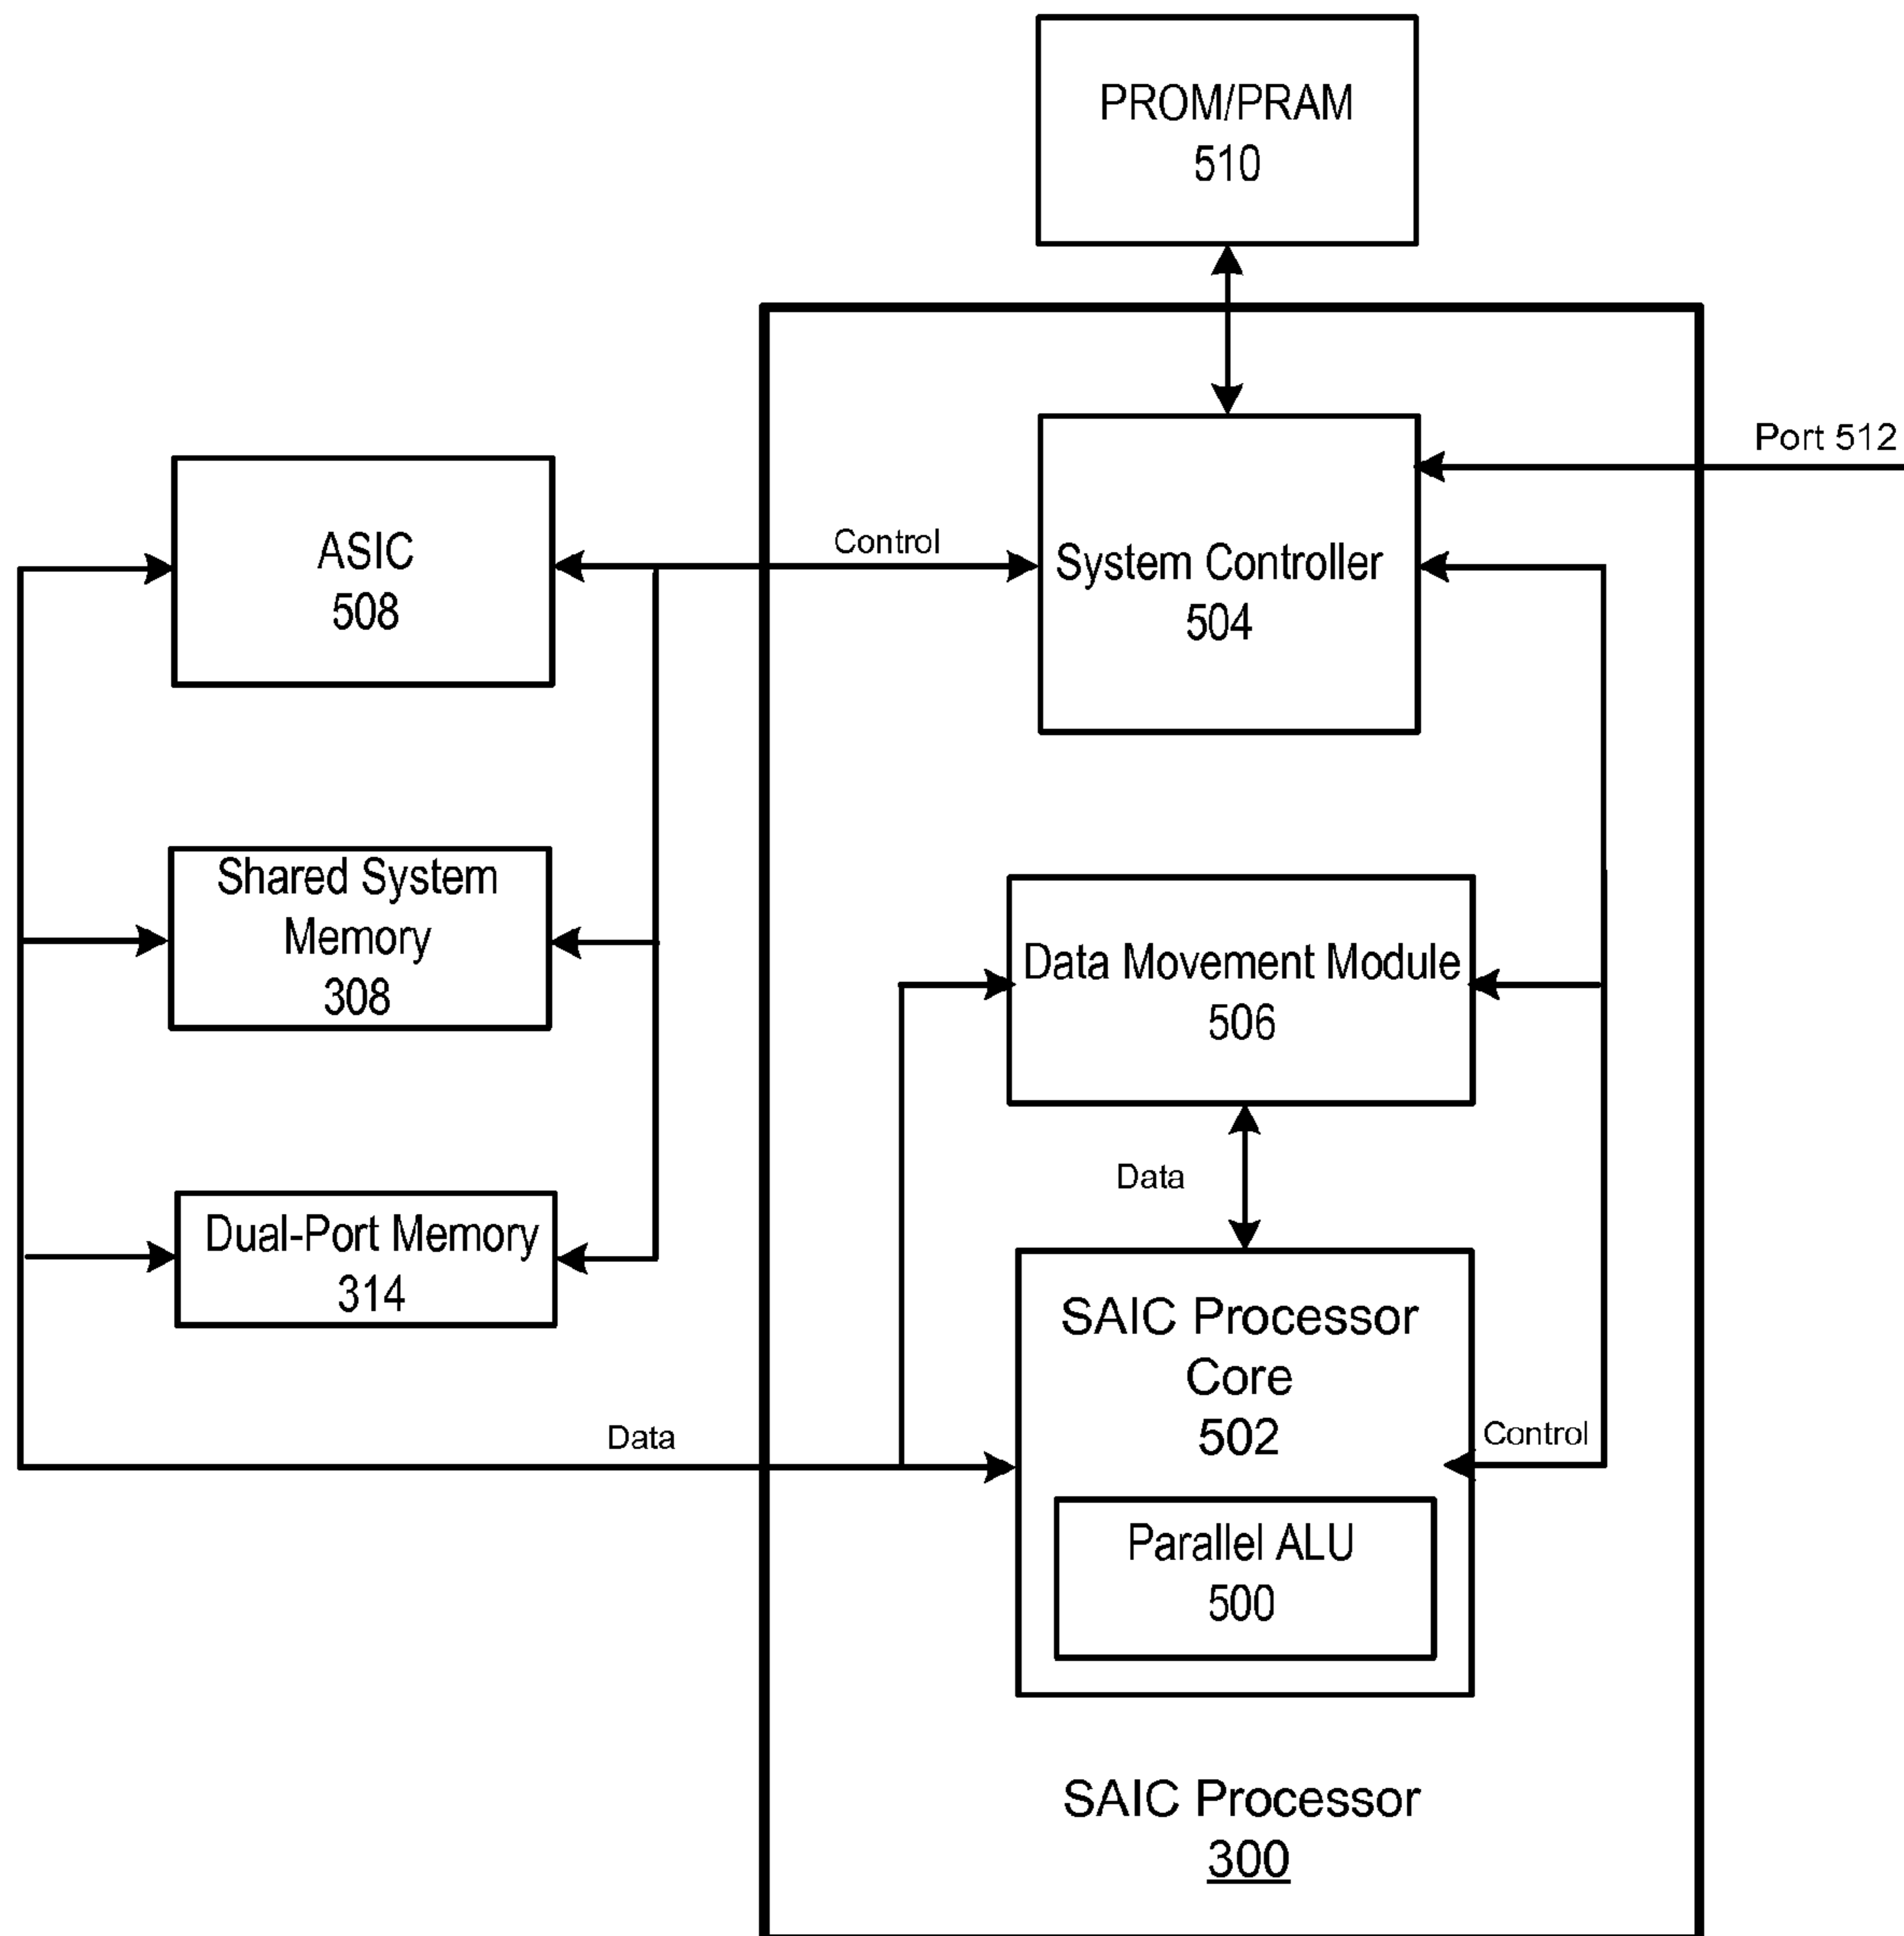 PROM/PRAM
510
Port 512
ASIC
508
Control
System Controller
504
Shared System
Memory
308
Data Movement Module
506
Data
Dual-Port Memory
314
SAIC Processor
Core
502
Data
Control
Parallel ALU
500
SAIC Processor
300